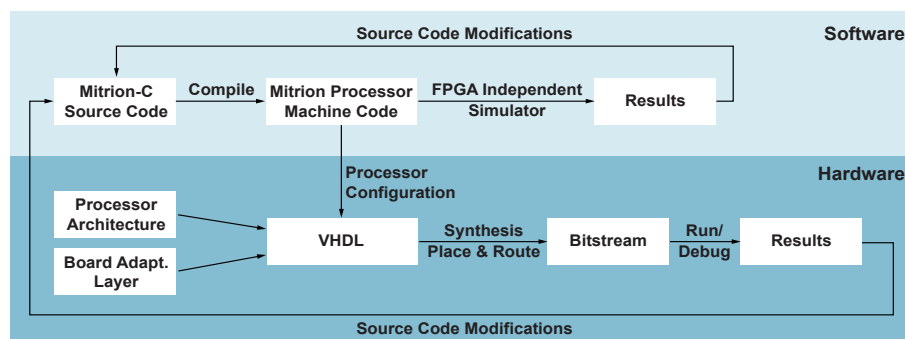 Source Code Modifications
Software
Mitrion-C
Source Code
Compile
Mitrion Processor
Machine Code
FPGA Independent
Simulator
Results
Hardware
Processor
Configuration
Processor
Architecture
Board Adapt.
Layer
VHDL
Synthesis
Place & Route
Bitstream
Run/
Debug
Results
Source Code Modifications